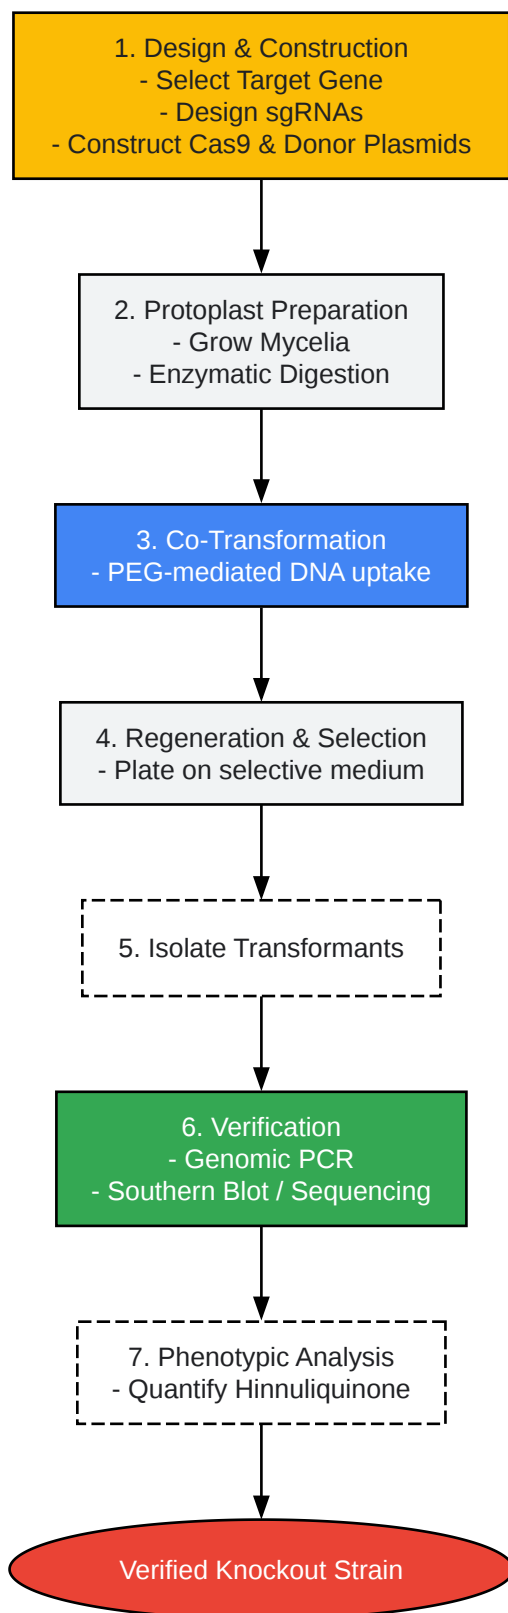 1. Design & Construction
- Select Target Gene
- Design sgRNAs
- Construct Cas9 & Donor Plasmids
2. Protoplast Preparation
- Grow Mycelia
- Enzymatic Digestion
3. Co-Transformation
- PEG-mediated DNA uptake
4. Regeneration & Selection
- Plate on selective medium
5. Isolate Transformants
6. Verification
- Genomic PCR
- Southern Blot / Sequencing
7. Phenotypic Analysis
- Quantify Hinnuliquinone
Verified Knockout Strain